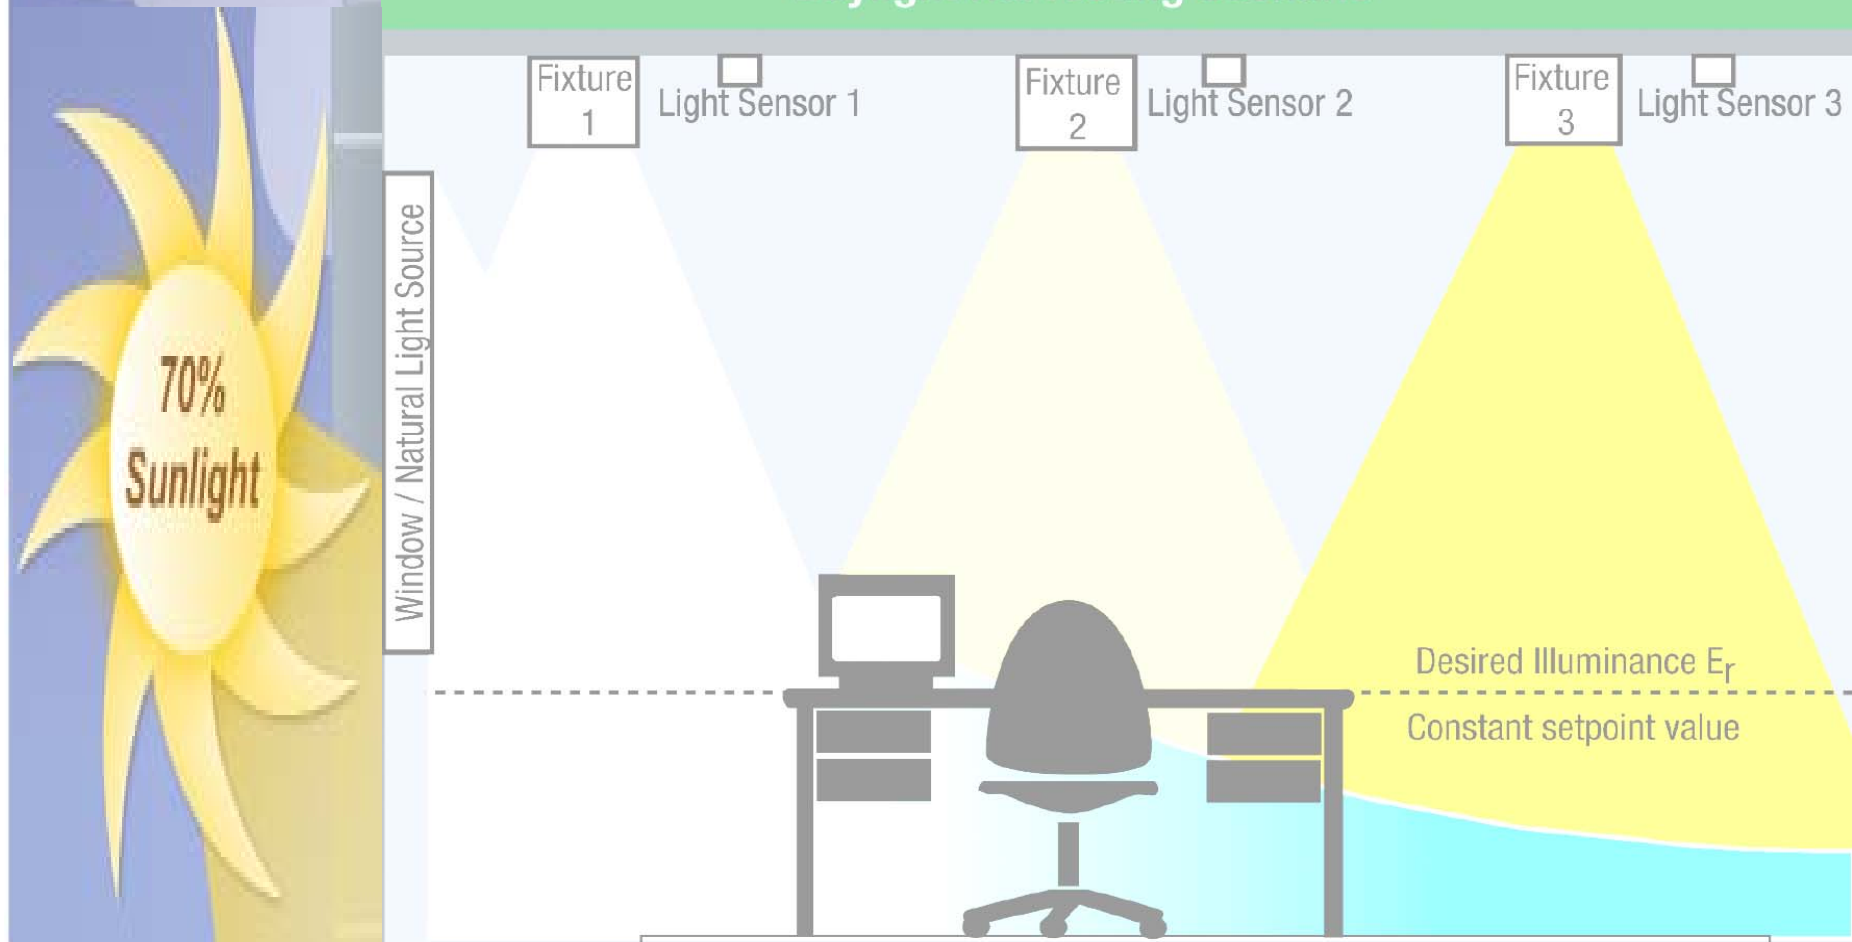 Fixture
1
Light Sensor 1
Fixture
2
Light Sensor 2
Fixture
3
Light Sensor 3
Window / Natural Light Source
70%
Sunlight
Desired Illuminance Er
Constant setpoint value